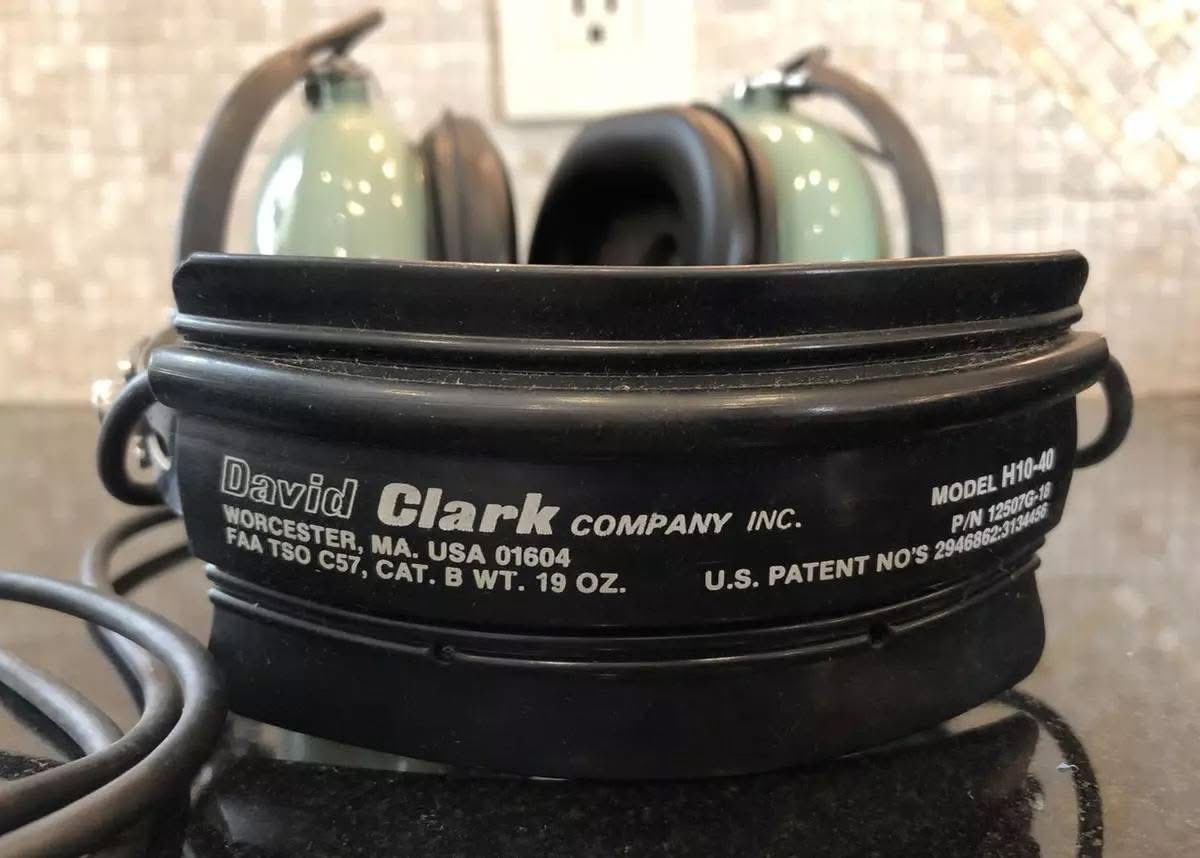 David Clark COMPANY INC.
WORCESTER, MA. USA 01604
FAA TSO C57, CAT. B WT. 19 OZ.
MODEL H10-40
P/N 12507G-18
U.S. PATENT NO'S 2946862:3134456